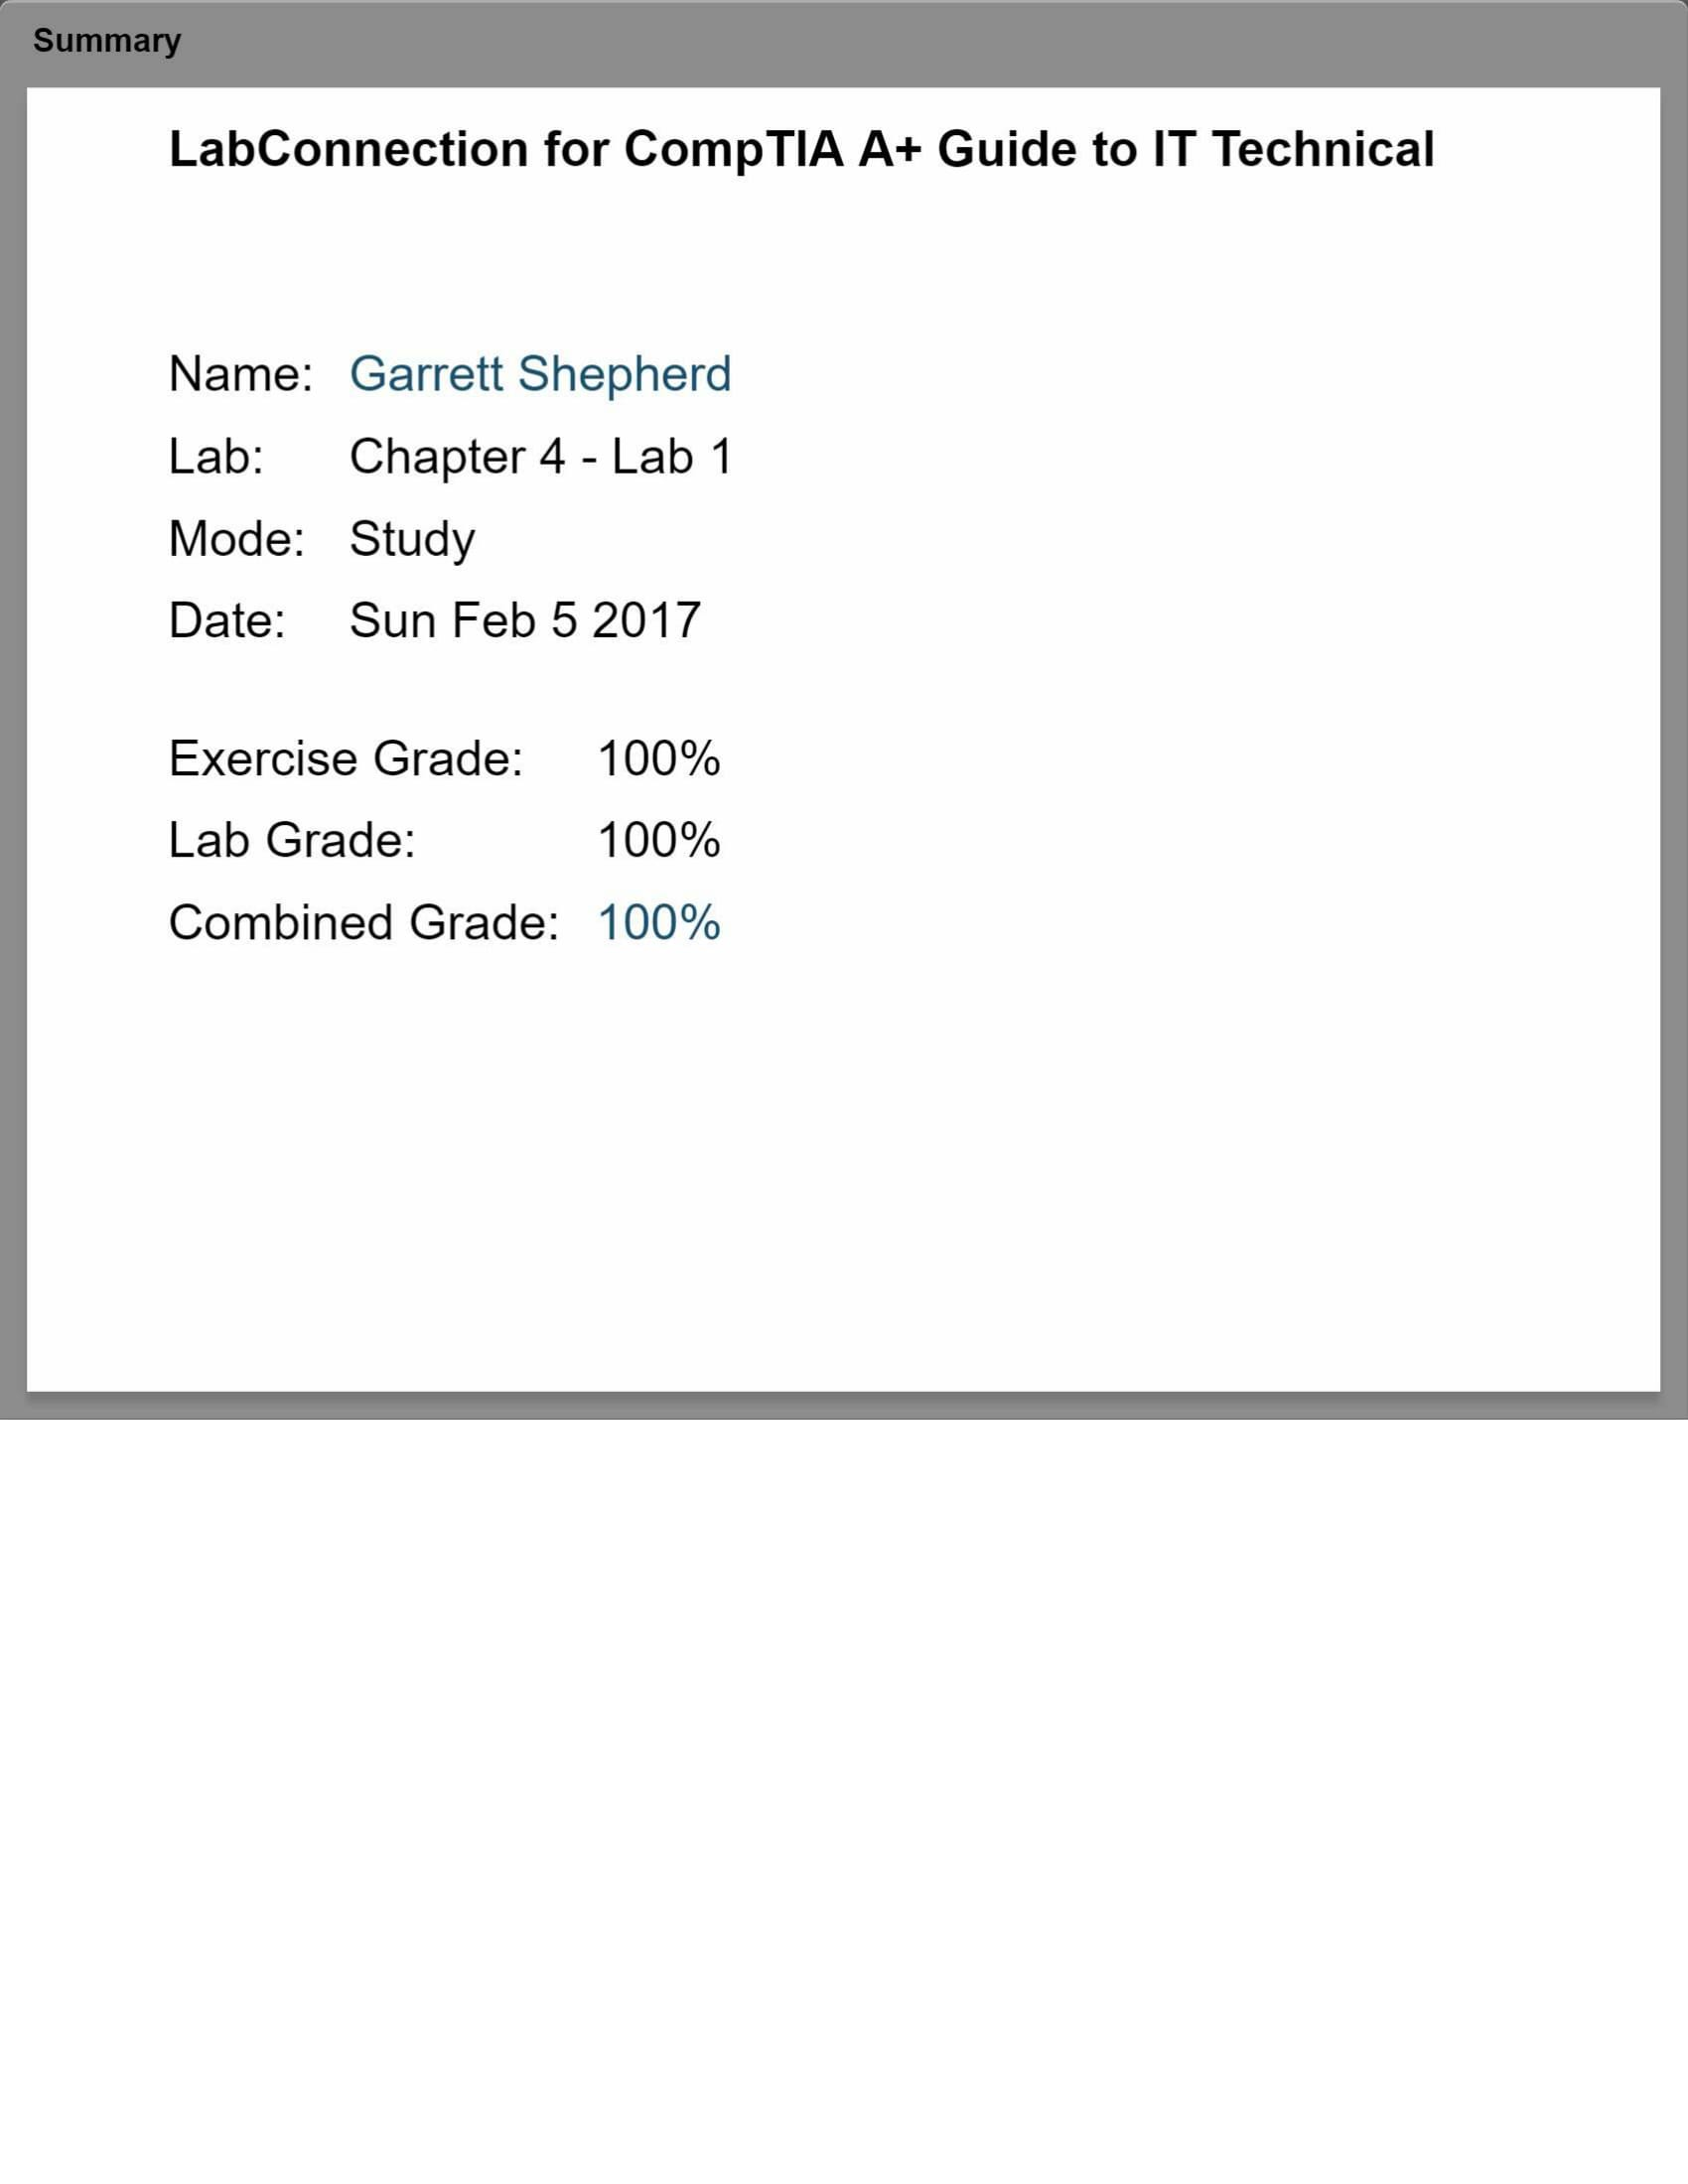 Summary
LabConnection for CompTIA A+ Guide to IT Technical
Name: Garrett Shepherd
Lab: Chapter 4 - Lab 1
Mode: Study
Date: Sun Feb 5 2017
Exercise Grade: 100%
Lab Grade: 100%
Combined Grade: 100%